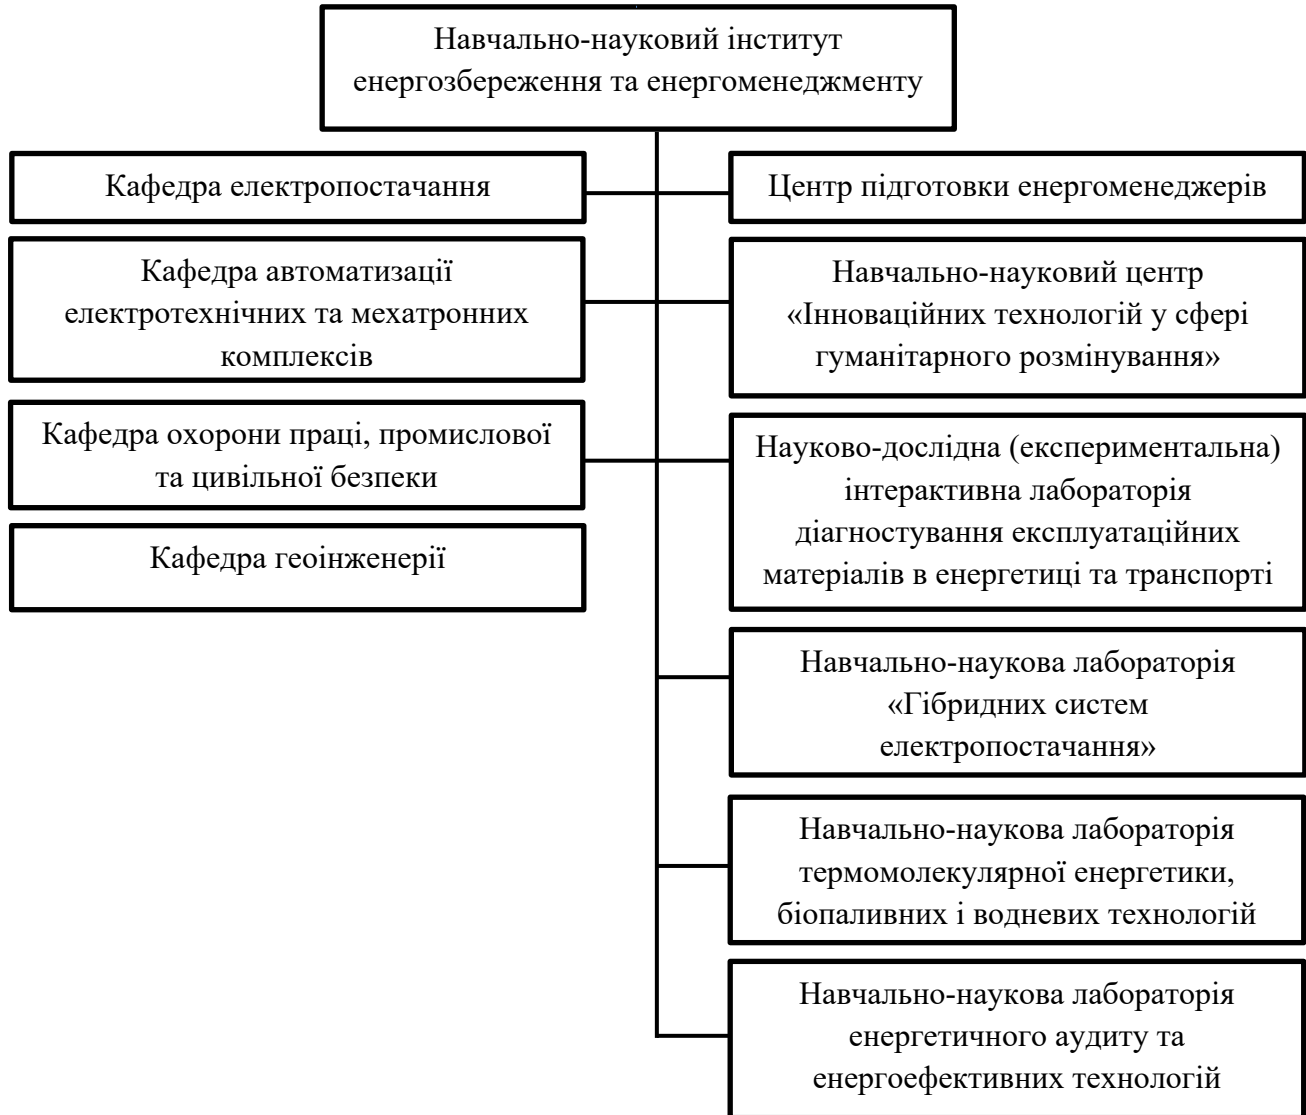 Навчально-науковий інститут
енергозбереження та енергоменеджменту
Кафедра електропостачання
Центр підготовки енергоменеджерів
Кафедра автоматизації
електротехнічних та мехатронних
комплексів
Навчально-науковий центр
«Інноваційних технологій у сфері
гуманітарного розмінування»
Кафедра охорони праці, промислової
та цивільної безпеки
Науково-дослідна (експериментальна)
інтерактивна лабораторія
діагностування експлуатаційних
матеріалів в енергетиці та транспорті
Кафедра геоінженерії
Навчально-наукова лабораторія
«Гібридних систем
електропостачання»
Навчально-наукова лабораторія
термомолекулярної енергетики,
біопаливних і водневих технологій
Навчально-наукова лабораторія
енергетичного аудиту та
енергоефективних технологій